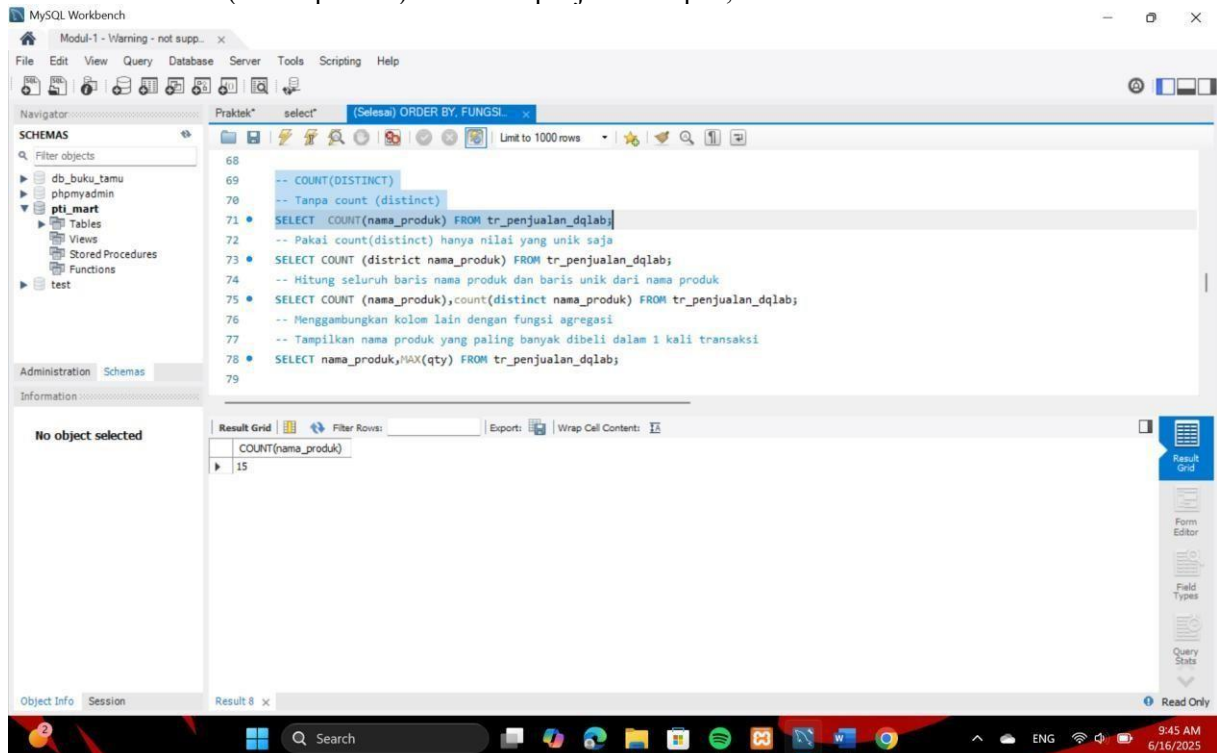 MySQL Workbench
Modul-1 - Warning - not supp..
File Edit View Query Database Server Tools Scripting Help
Navigator
Praktek* select* (Selesai) ORDER BY, FUNGSI...
SCHEMAS
Limit to 1000 rows
Filter objects
db_buku_tamu
phpmyadmin
pti_mart
Tables
Views
Stored Procedures
Functions
test
68
69 -- COUNT(DISTINCT)
70 -- Tanpa count (distinct)
71 SELECT COUNT(nama_produk) FROM tr_penjualan_dqlab;
72 -- Pakai count(distinct) hanya nilai yang unik saja
73 SELECT COUNT (district nama_produk) FROM tr_penjualan_dqlab;
74 -- Hitung seluruh baris nama produk dan baris unik dari nama produk
75 SELECT COUNT (nama_produk),count(distinct nama_produk) FROM tr_penjualan_dqlab;
76 -- Menggambungkan kolom lain dengan fungsi agregasi
77 -- Tampilkan nama produk yang paling banyak dibeli dalam 1 kali transaksi
78 SELECT nama_produk,MAX(qty) FROM tr_penjualan_dqlab;
79
Administration Schemas
Information
No object selected
Result Grid Filter Rows: Export: Wrap Cell Content:
COUNT(nama_produk)
15
Result Grid
Form Editor
Field Types
Query Stats
Object Info Session
Result 8
Read Only
2
Search
ENG
9:45 AM
6/16/2025